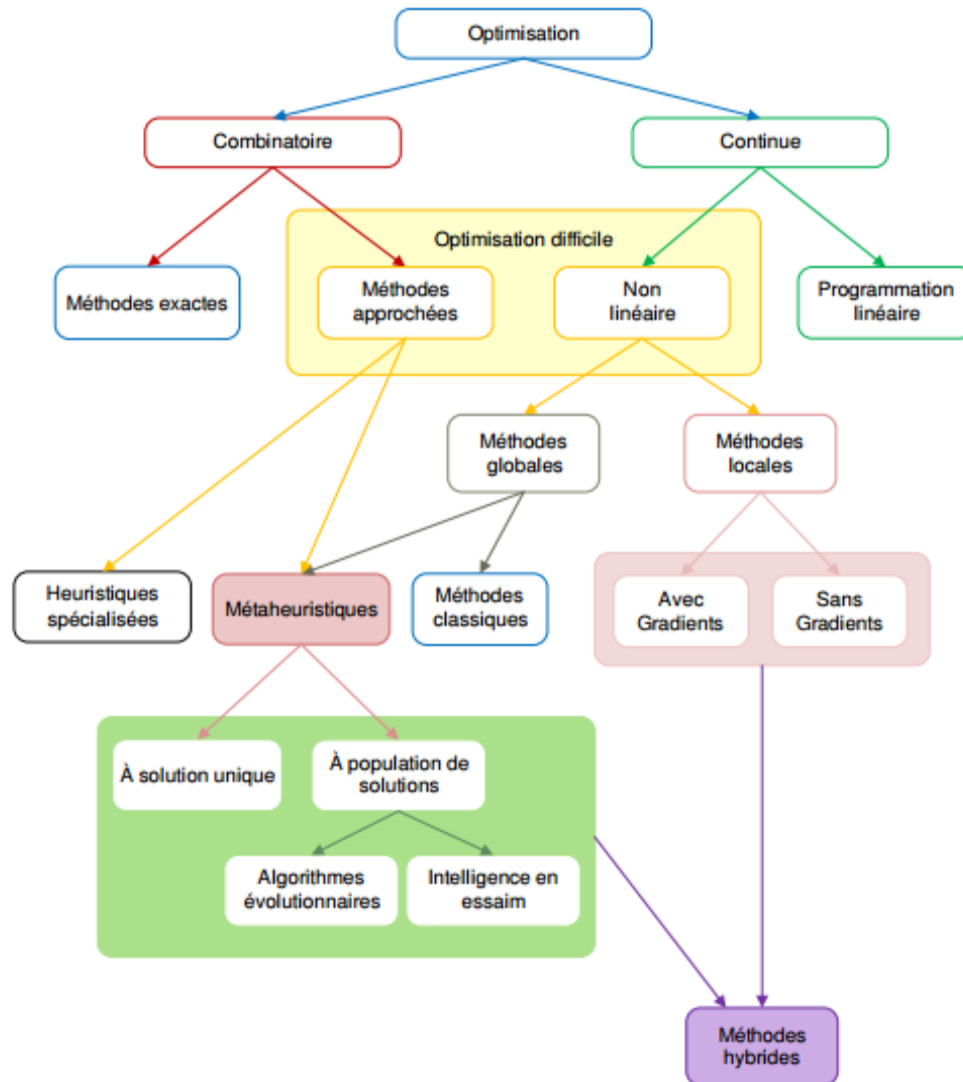 Optimisation
Combinatoire
Continue
Optimisation difficile
Méthodes exactes
Méthodes
approchées
Non
linéaire
Programmation
linéaire
Méthodes
globales
Méthodes
locales
Heuristiques
spécialisées
Métaheuristiques
Méthodes
classiques
Avec
Gradients
Sans
Gradients
À solution unique
À population de
solutions
Algorithmes
évolutionnaires
Intelligence en
essaim
Méthodes
hybrides